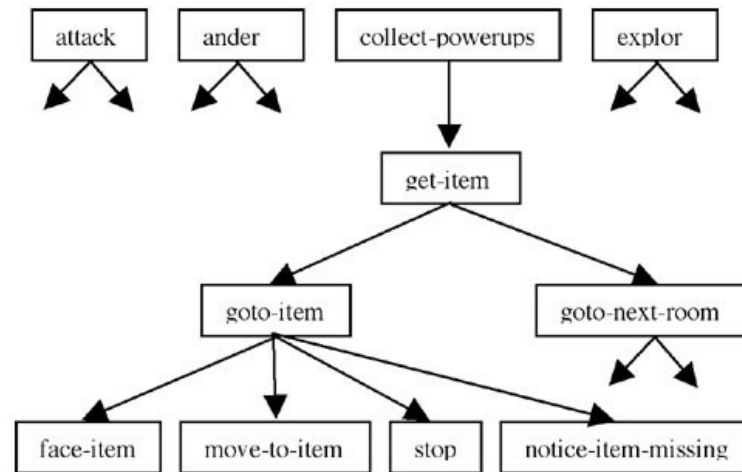 attack
ander
collect-powerups
explor
get-item
goto-item
goto-next-room
face-item
move-to-item
stop
notice-item-missing